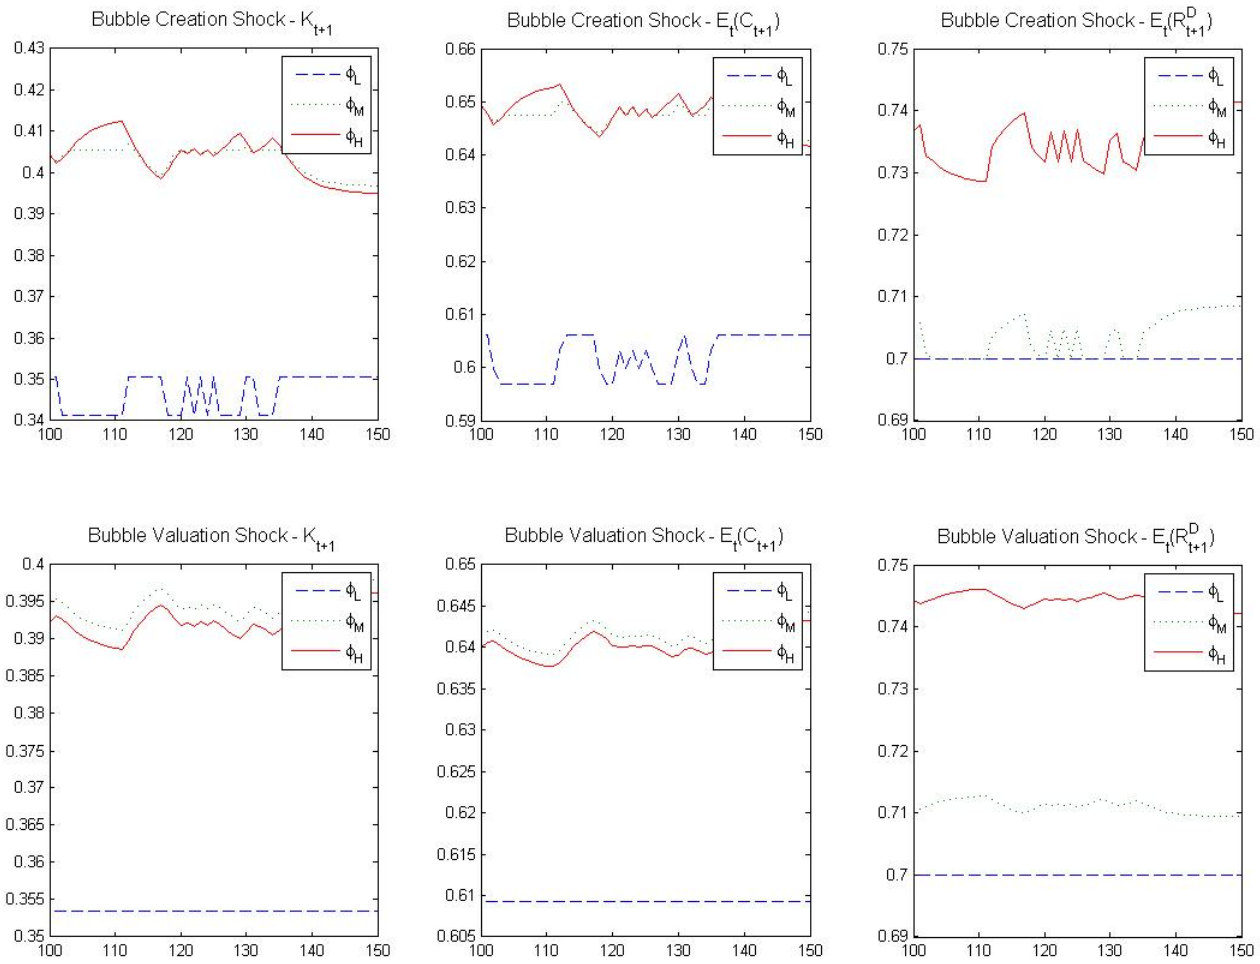 Bubble Creation Shock - K_{t+1}
0.43
0.42
0.41
0.4
0.39
0.38
0.37
0.36
0.35
0.34
100 110 120 130 140 150
ϕ_L
ϕ_M
ϕ_H
Bubble Creation Shock - E_t(C_{t+1})
0.66
0.65
0.64
0.63
0.62
0.61
0.6
0.59
100 110 120 130 140 150
ϕ_L
ϕ_M
ϕ_H
Bubble Creation Shock - E_t(R^D_{t+1})
0.75
0.74
0.73
0.72
0.71
0.7
0.69
100 110 120 130 140 150
ϕ_L
ϕ_M
ϕ_H
Bubble Valuation Shock - K_{t+1}
0.4
0.395
0.39
0.385
0.38
0.375
0.37
0.365
0.36
0.355
0.35
100 110 120 130 140 150
ϕ_L
ϕ_M
ϕ_H
Bubble Valuation Shock - E_t(C_{t+1})
0.65
0.645
0.64
0.635
0.63
0.625
0.62
0.615
0.61
0.605
100 110 120 130 140 150
ϕ_L
ϕ_M
ϕ_H
Bubble Valuation Shock - E_t(R^D_{t+1})
0.75
0.74
0.73
0.72
0.71
0.7
0.69
100 110 120 130 140 150
ϕ_L
ϕ_M
ϕ_H